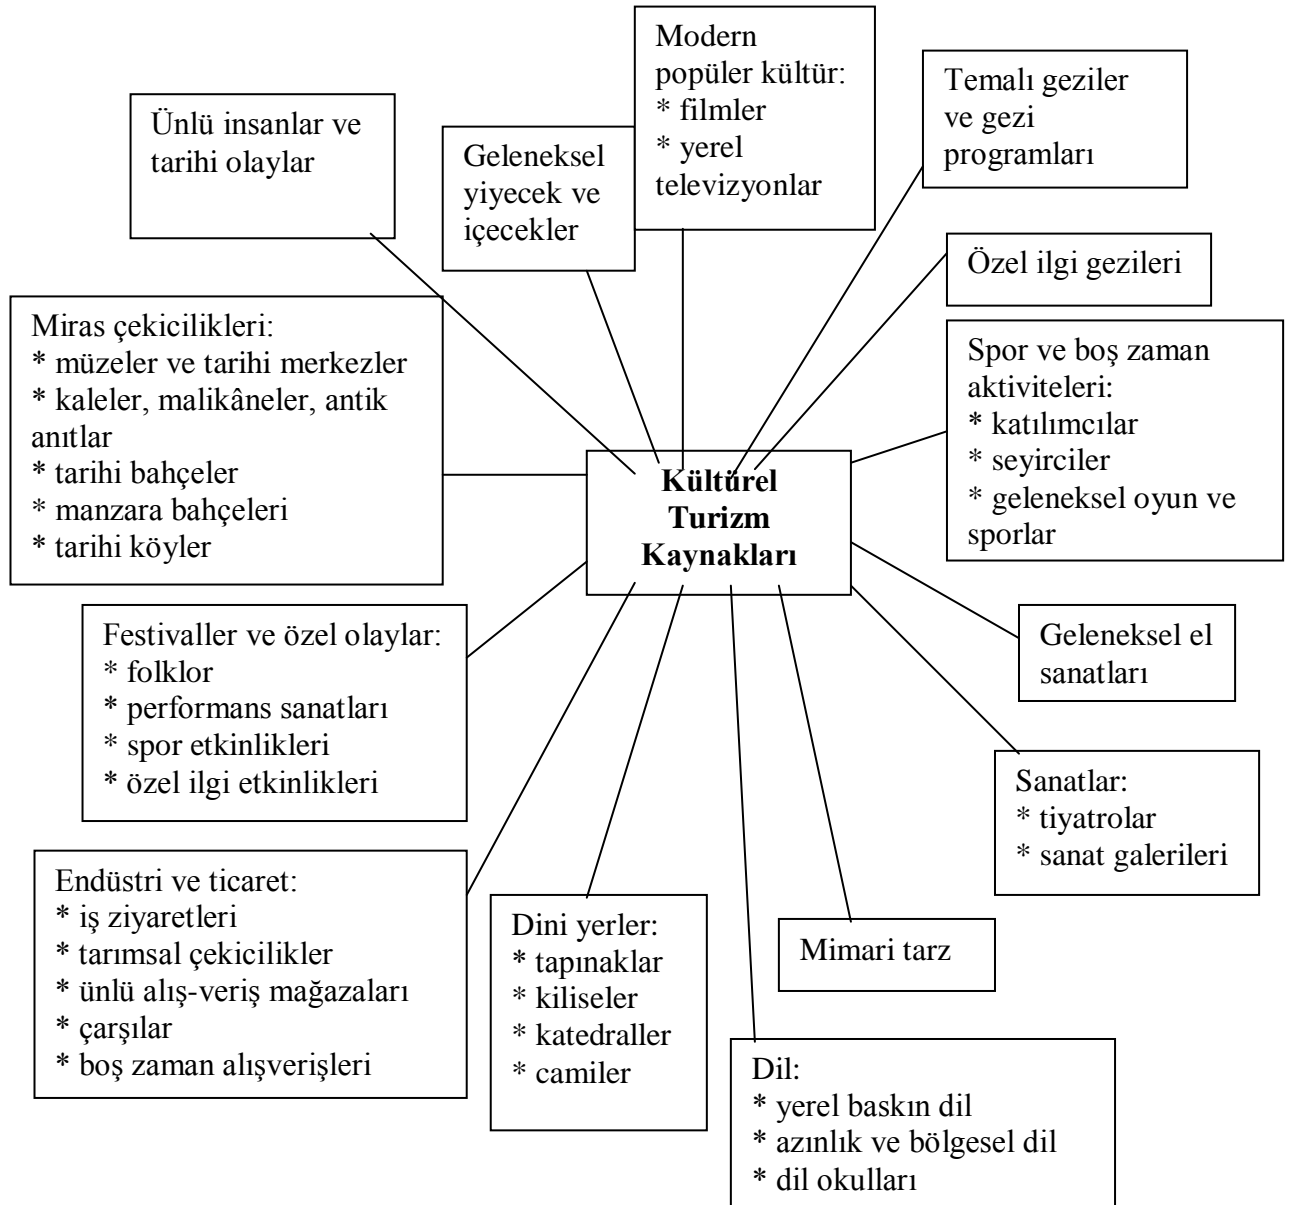 Modern
popüler kültür:
* filmler
* yerel
televizyonlar
Temalı geziler
ve gezi
programları
Ünlü insanlar ve
tarihi olaylar
Geleneksel
yiyecek ve
içecekler
Özel ilgi gezileri
Miras çekicilikleri:
* müzeler ve tarihi merkezler
* kaleler, malikâneler, antik
anıtlar
* tarihi bahçeler
* manzara bahçeleri
* tarihi köyler
Spor ve boş zaman
aktiviteleri:
* katılımcılar
* seyirciler
* geleneksel oyun ve
sporlar
Kültürel
Turizm
Kaynakları
Festivaller ve özel olaylar:
* folklor
* performans sanatları
* spor etkinlikleri
* özel ilgi etkinlikleri
Geleneksel el
sanatları
Sanatlar:
* tiyatrolar
* sanat galerileri
Endüstri ve ticaret:
* iş ziyaretleri
* tarımsal çekicilikler
* ünlü alış-veriş mağazaları
* çarşılar
* boş zaman alışverişleri
Dini yerler:
* tapınaklar
* kiliseler
* katedraller
* camiler
Mimari tarz
Dil:
* yerel baskın dil
* azınlık ve bölgesel dil
* dil okulları